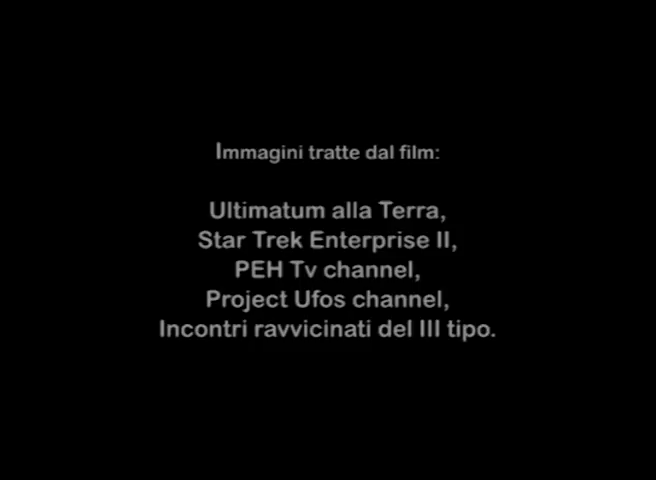 Immagini tratte dal film:
Ultimatum alla Terra,
Star Trek Enterprise II,
PEH Tv channel,
Project Ufos channel,
Incontri ravvicinati del III tipo.